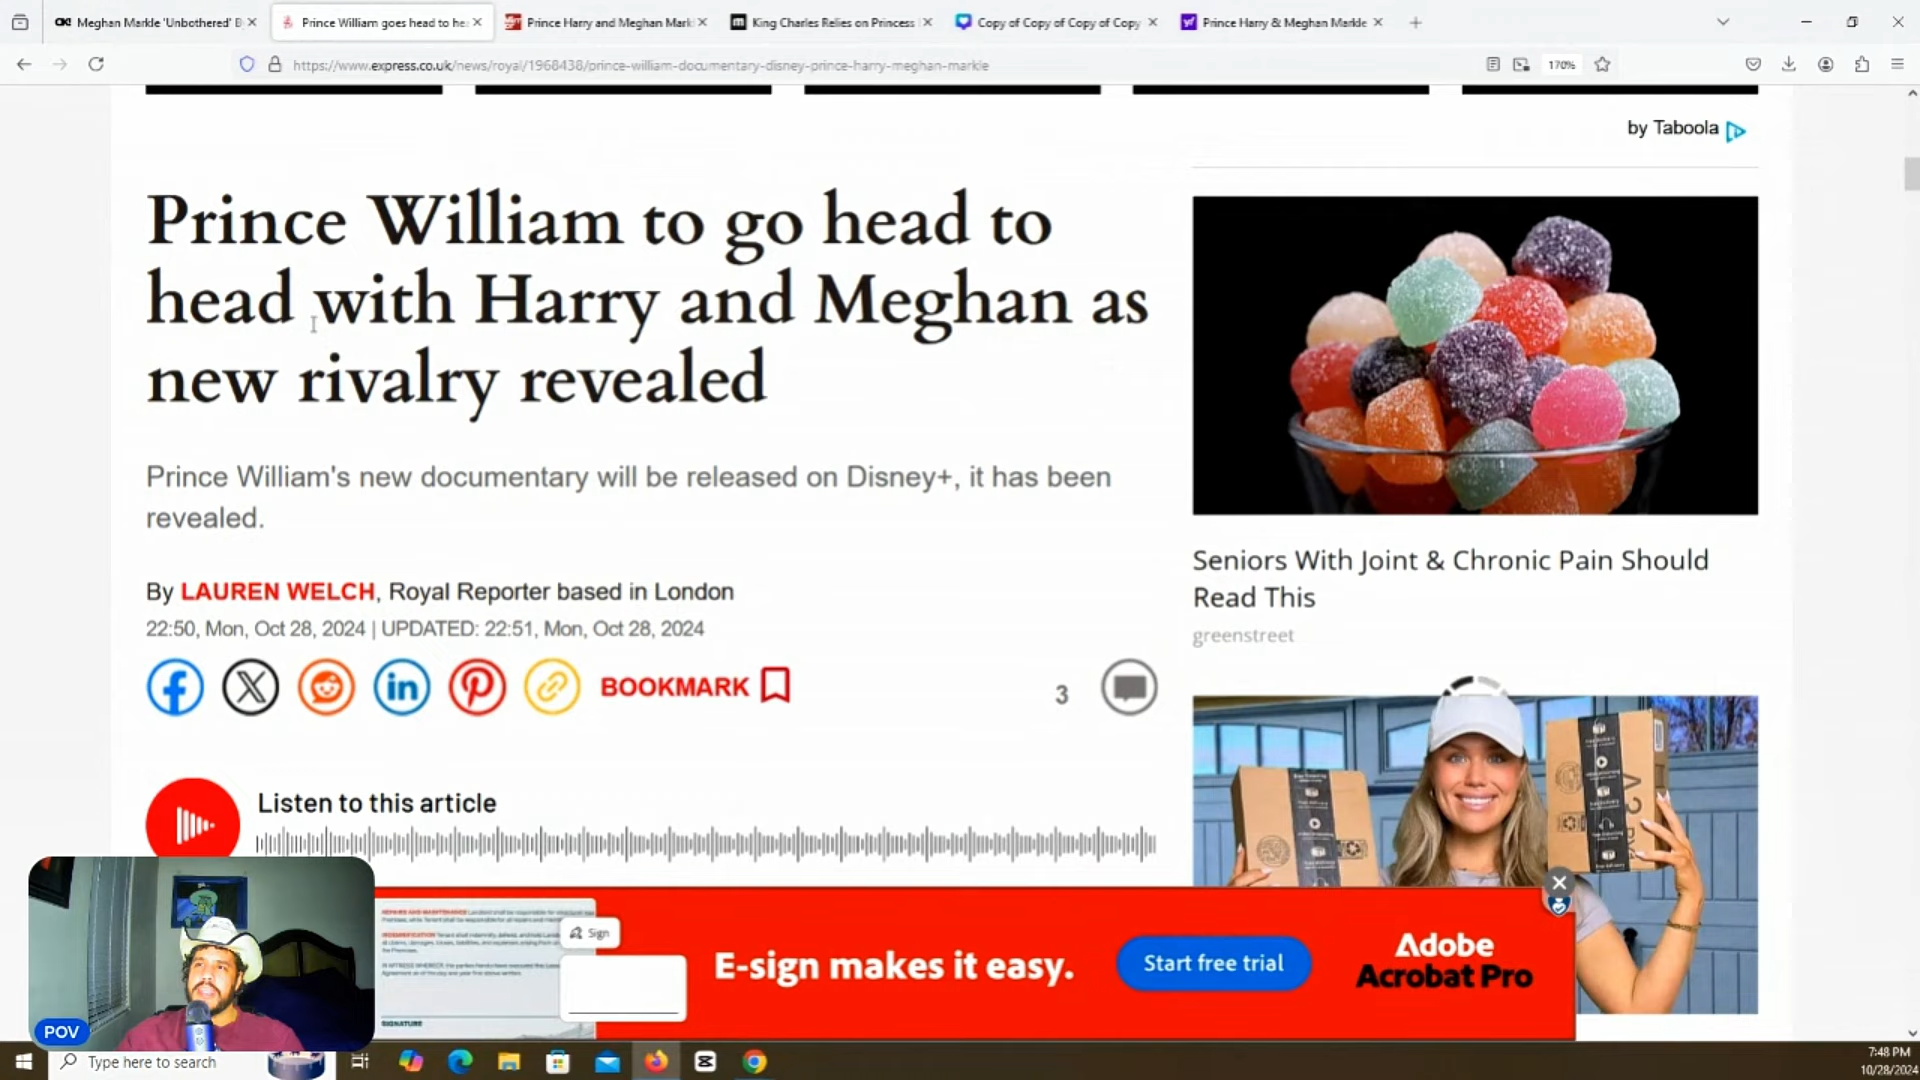 Meghan Markle 'Unbothered' B
Prince William goes head to he
Prince Harry and Meghan Mark
King Charles Relies on Princess
Copy of Copy of Copy of Copy
Prince Harry & Meghan Markle
https://www.express.co.uk/news/royal/1968438/prince-william-documentary-disney-prince-harry-meghan-markle
170%
by Taboola
Prince William to go head to
head with Harry and Meghan as
new rivalry revealed
Prince William's new documentary will be released on Disney+, it has been
revealed.
By LAUREN WELCH, Royal Reporter based in London
22:50, Mon, Oct 28, 2024 | UPDATED: 22:51, Mon, Oct 28, 2024
BOOKMARK
3
Listen to this article
Seniors With Joint & Chronic Pain Should
Read This
greenstreet
Sign
SIGNATURE
E-sign makes it easy.
Start free trial
Adobe
Acrobat Pro
POV
Type here to search
7:48 PM
10/28/2024